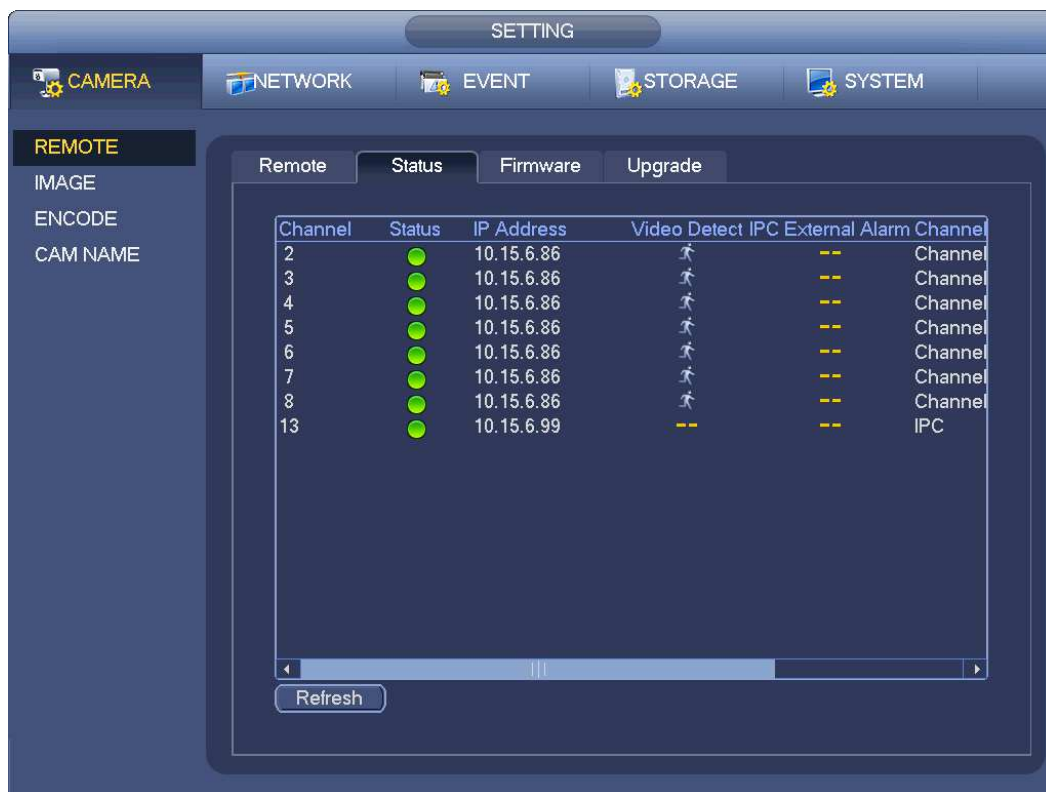 SETTING
CAMERA NETWORK EVENT STORAGE SYSTEM
REMOTE
IMAGE
ENCODE
CAM NAME
Remote Status Firmware Upgrade
Channel Status IP Address Video Detect IPC External Alarm Channel
2 10.15.6.86 -- Channel
3 10.15.6.86 -- Channel
4 10.15.6.86 -- Channel
5 10.15.6.86 -- Channel
6 10.15.6.86 -- Channel
7 10.15.6.86 -- Channel
8 10.15.6.86 -- Channel
13 10.15.6.99 -- -- IPC
Refresh